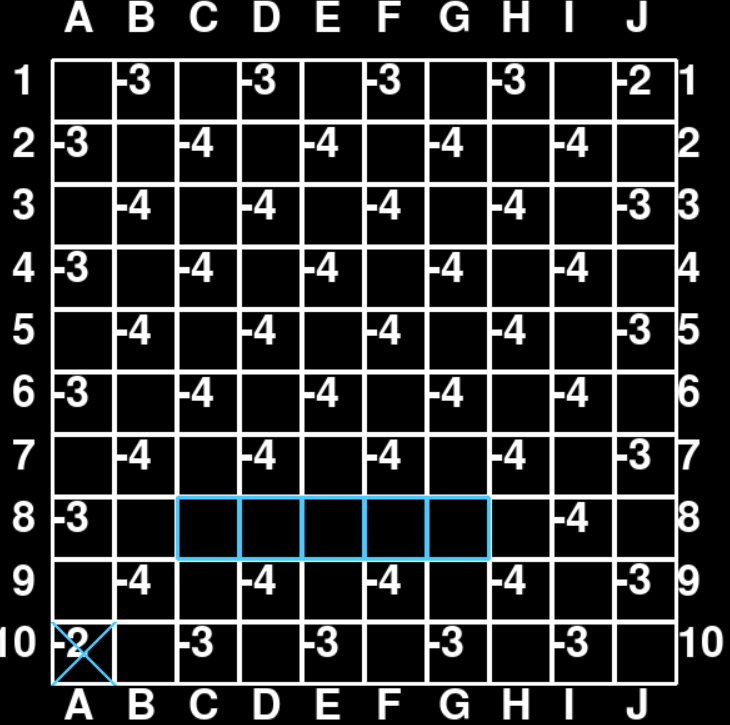 A B C D E F G H I J
1 -3 -3 -3 -3 -2 1
2 -3 -4 -4 -4 -4 2
3 -4 -4 -4 -4 -3 3
4 -3 -4 -4 -4 -4 4
5 -4 -4 -4 -4 -3 5
6 -3 -4 -4 -4 -4 6
7 -4 -4 -4 -4 -3 7
8 -3 -4 8
9 -4 -4 -4 -4 -3 9
10 -2 -3 -3 -3 -3 10
A B C D E F G H I J